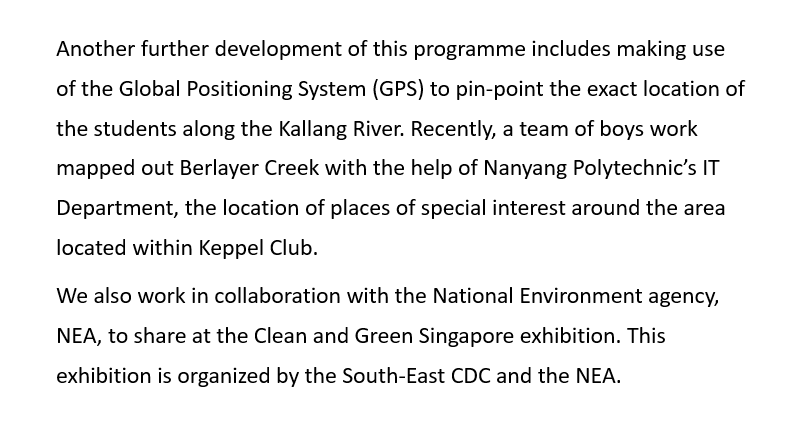 Another further development of this programme includes making use
of the Global Positioning System (GPS) to pin-point the exact location of
the students along the Kallang River. Recently, a team of boys work
mapped out Berlayer Creek with the help of Nanyang Polytechnic’s IT
Department, the location of places of special interest around the area
located within Keppel Club.
We also work in collaboration with the National Environment agency,
NEA, to share at the Clean and Green Singapore exhibition. This
exhibition is organized by the South-East CDC and the NEA.